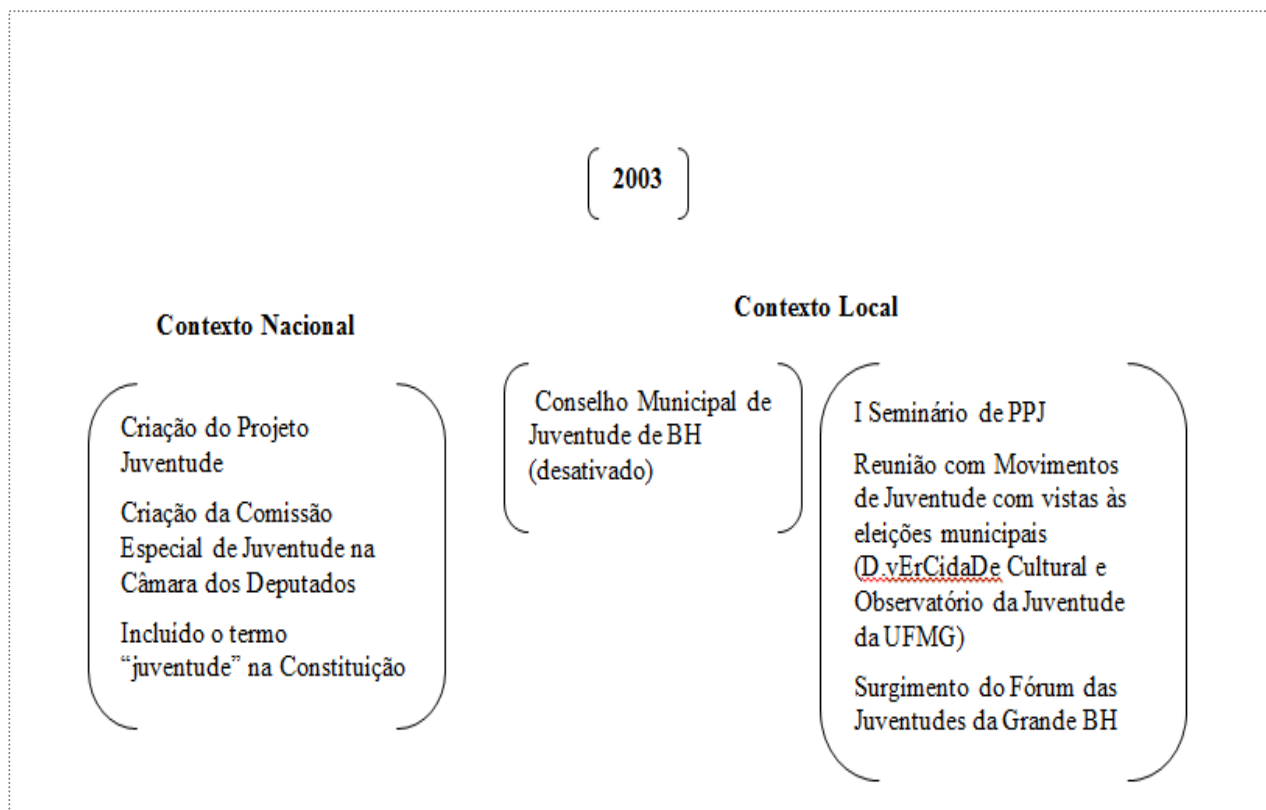 2003
Contexto Nacional
Criação do Projeto
Juventude
Criação da Comissão
Especial de Juventude na
Câmara dos Deputados
Incluído o termo
“juventude” na Constituição
Contexto Local
Conselho Municipal de
Juventude de BH
(desativado)
I Seminário de PPJ
Reunião com Movimentos
de Juventude com vistas às
eleições municipais
(D.vErCidaDe Cultural e
Observatório da Juventude
da UFMG)
Surgimento do Fórum das
Juventudes da Grande BH